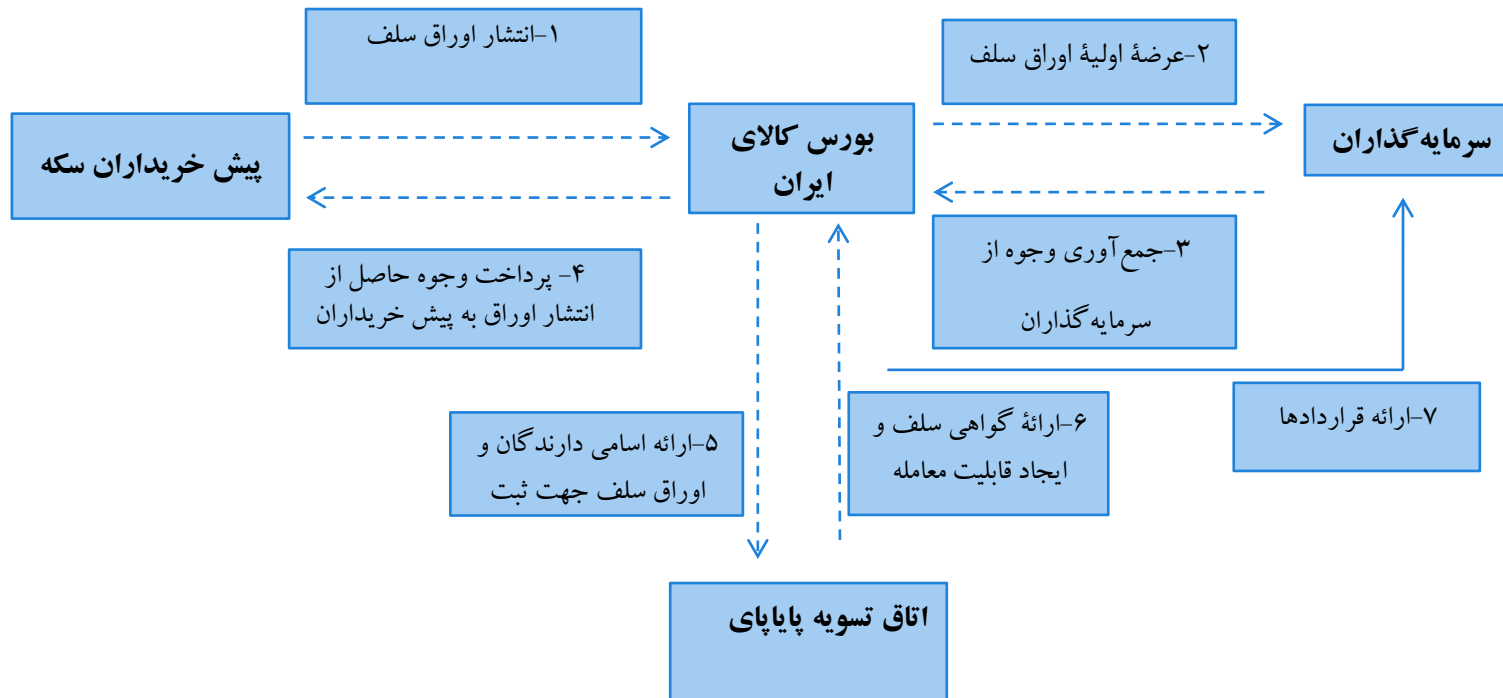 ۱-انتشار اوراق سلف
۲-عرضهٔ اولیهٔ اوراق سلف
پیش خریداران سکه
بورس کالای
ایران
سرمایه‌گذاران
۴- پرداخت وجوه حاصل از
انتشار اوراق به پیش خریداران
۳-جمع‌آوری وجوه از
سرمایه‌گذاران
۵-ارائه اسامی دارندگان و
اوراق سلف جهت ثبت
۶-ارائهٔ گواهی سلف و
ایجاد قابلیت معامله
۷-ارائه قراردادها
اتاق تسویه پایاپای